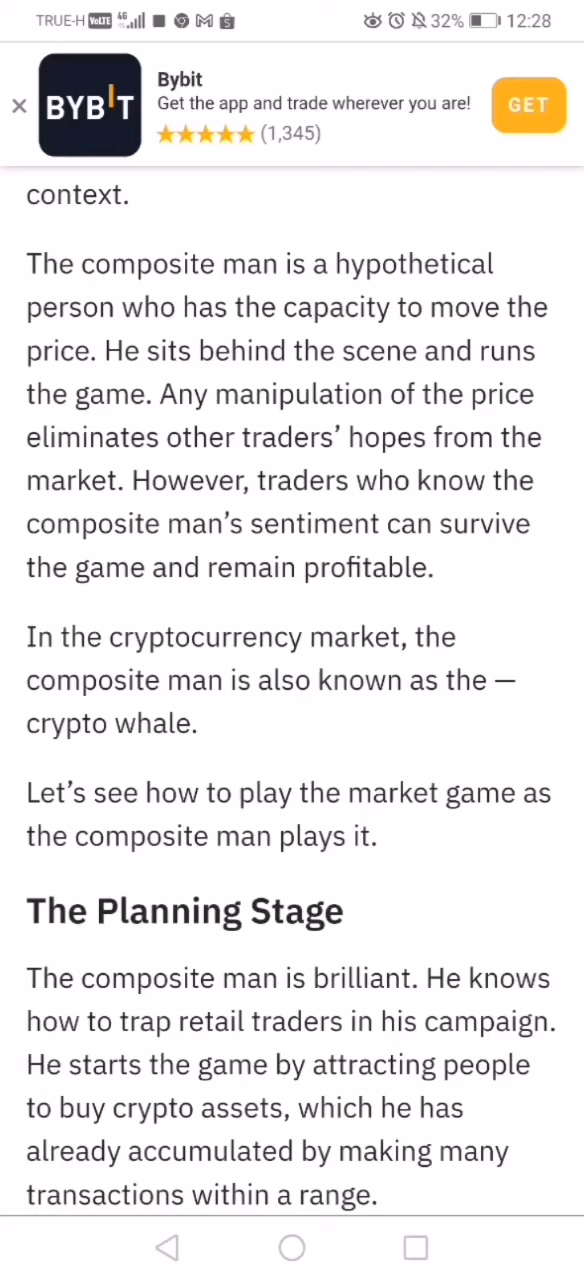 TRUE-H VoLTE 4G 32% 12:28
Bybit
BYBIT Get the app and trade wherever you are! GET
(1,345)
context.
The composite man is a hypothetical
person who has the capacity to move the
price. He sits behind the scene and runs
the game. Any manipulation of the price
eliminates other traders’ hopes from the
market. However, traders who know the
composite man’s sentiment can survive
the game and remain profitable.
In the cryptocurrency market, the
composite man is also known as the —
crypto whale.
Let’s see how to play the market game as
the composite man plays it.
The Planning Stage
The composite man is brilliant. He knows
how to trap retail traders in his campaign.
He starts the game by attracting people
to buy crypto assets, which he has
already accumulated by making many
transactions within a range.